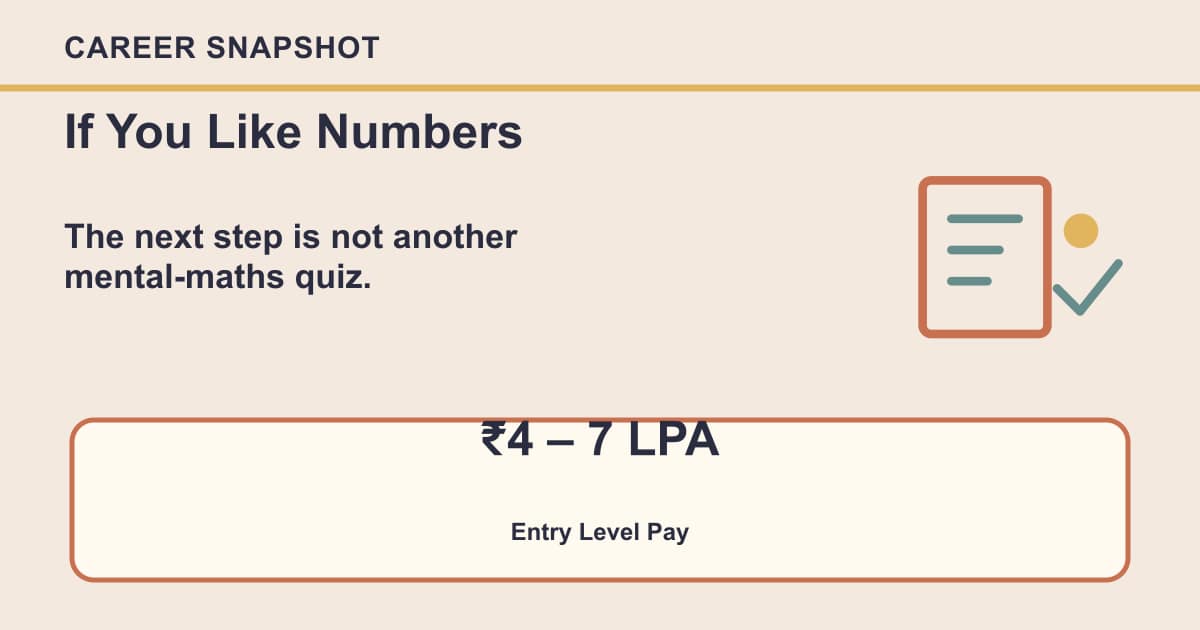 CAREER SNAPSHOT
If You Like Numbers
The next step is not another
mental-maths quiz.
₹4 – 7 LPA
Entry Level Pay